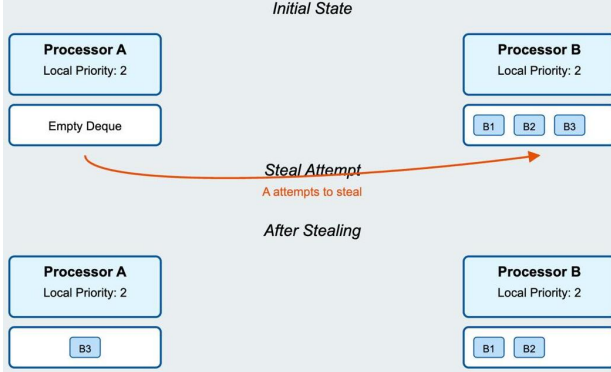 Initial State
Processor A
Local Priority: 2
Processor B
Local Priority: 2
Empty Deque
B1 B2 B3
Steal Attempt
A attempts to steal
After Stealing
Processor A
Local Priority: 2
Processor B
Local Priority: 2
B3
B1 B2